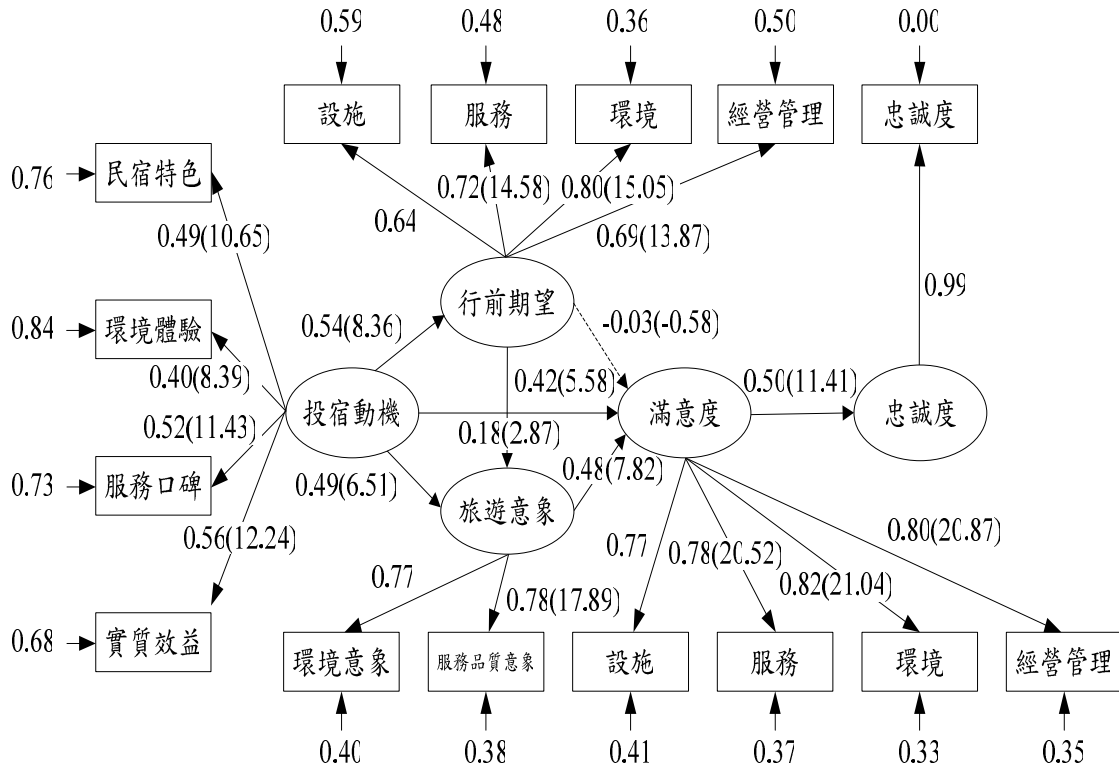 0.59
0.48
0.36
0.50
0.00
設施
服務
環境
經營管理
忠誠度
0.76
民宿特色
0.72(14.58)
0.80(15.05)
0.64
0.69(13.87)
0.49(10.65)
0.99
行前期望
-0.03(-0.58)
0.84
環境體驗
0.54(8.36)
0.40(8.39)
0.42(5.58)
0.50(11.41)
投宿動機
滿意度
忠誠度
0.52(11.43)
0.18(2.87)
0.48(7.82)
0.73
服務口碑
0.49(6.51)
旅遊意象
0.56(12.24)
0.77
0.78(17.89)
0.77
0.78(20.52)
0.82(21.04)
0.80(20.87)
0.68
實質效益
環境意象
服務品質意象
設施
服務
環境
經營管理
0.40
0.38
0.41
0.37
0.33
0.35